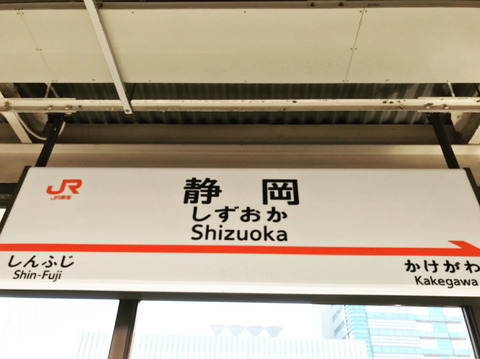 JR
JR東海
静岡
しずおか
Shizuoka
しんふじ
Shin-Fuji
かけがわ
Kakegawa